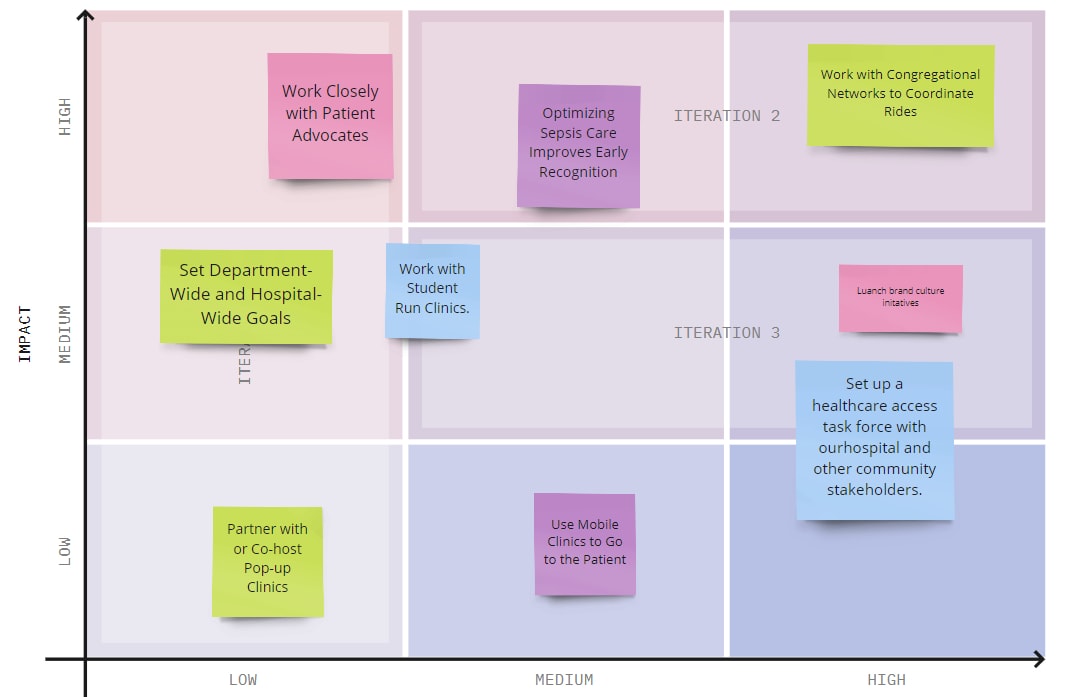 HIGH
Work Closely
with Patient
Advocates
Optimizing
Sepsis Care
Improves Early
Recognition
ITERATION 2
Work with Congregational
Networks to Coordinate
Rides
IMPACT
MEDIUM
Set Department-
Wide and Hospital-
Wide Goals
ITER
Work with
Student
Run Clinics.
ITERATION 3
Luanch brand culture
initatives
Set up a
healthcare access
task force with
ourhospital and
other community
stakeholders.
LOW
Partner with
or Co-host
Pop-up
Clinics
Use Mobile
Clinics to Go
to the Patient
LOW
MEDIUM
HIGH